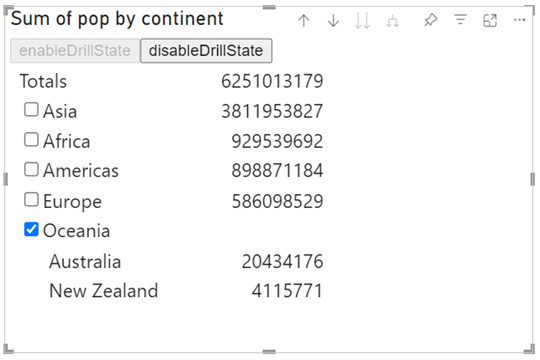 Sum of pop by continent
enableDrillState disableDrillState
Totals 6251013179
Asia 3811953827
Africa 929539692
Americas 898871184
Europe 586098529
Oceania
Australia 20434176
New Zealand 4115771